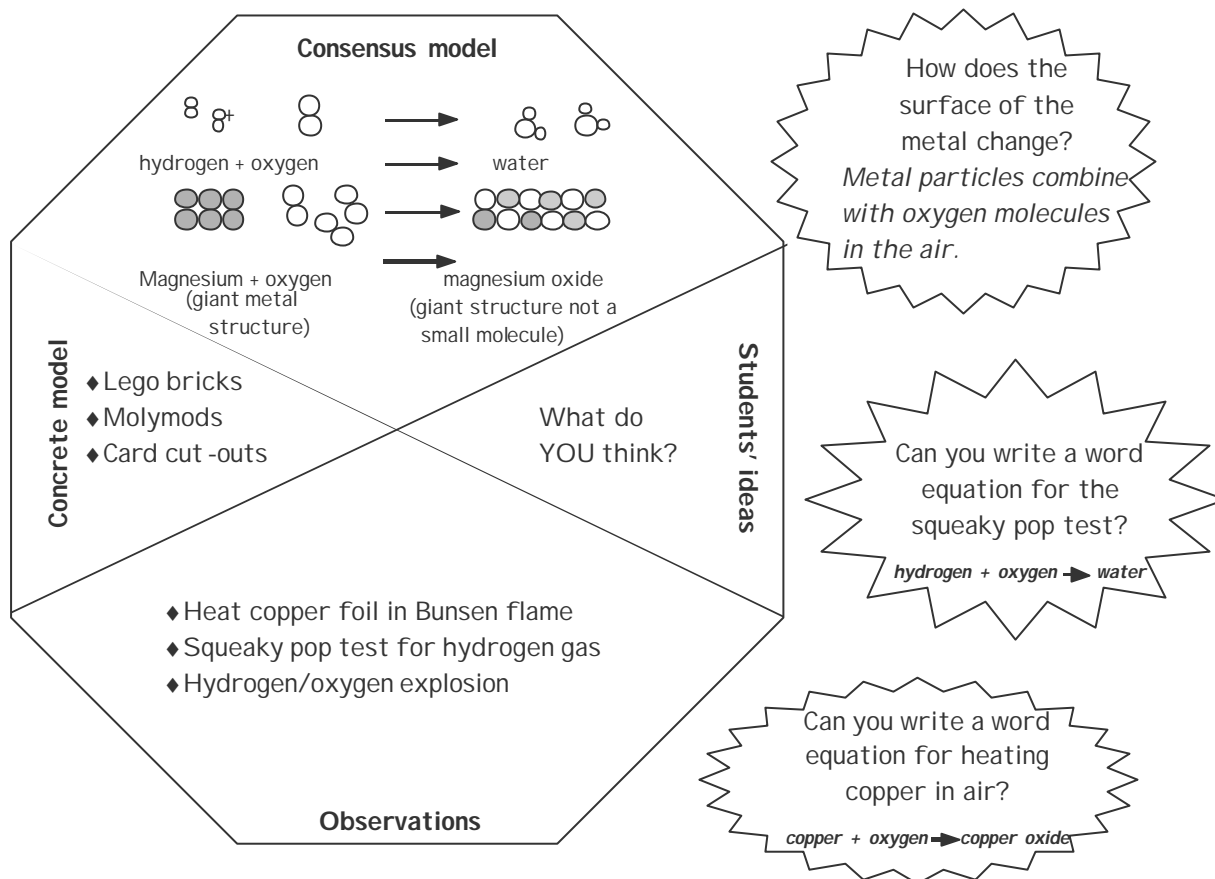 Consensus model
+
hydrogen + oxygen
water
Magnesium + oxygen
(giant metal
structure)
magnesium oxide
(giant structure not a
small molecule)
Concrete model
♦ Lego bricks
♦ Molymods
♦ Card cut -outs
What do
YOU think?
Students' ideas
♦ Heat copper foil in Bunsen flame
♦ Squeaky pop test for hydrogen gas
♦ Hydrogen/oxygen explosion
Observations
How does the
surface of the
metal change?
Metal particles combine
with oxygen molecules
in the air.
Can you write a word
equation for the
squeaky pop test?
hydrogen + oxygen → water
Can you write a word
equation for heating
copper in air?
copper + oxygen → copper oxide